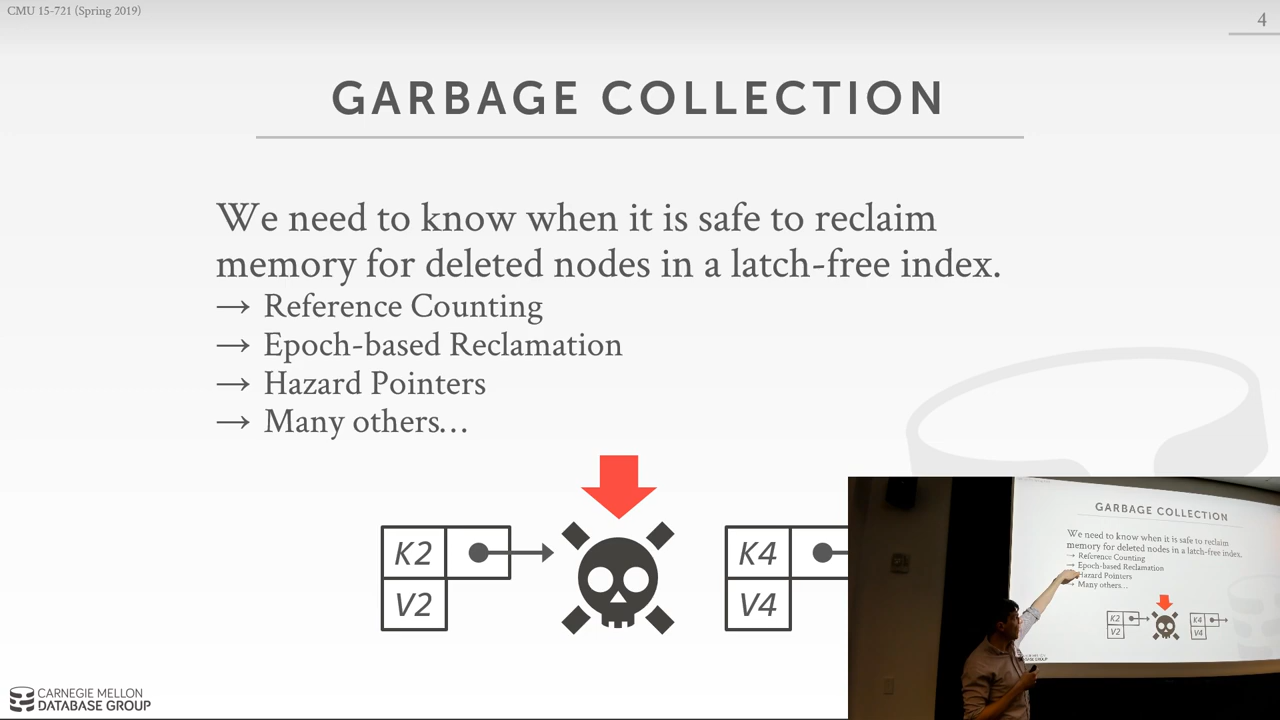 CMU 15-721 (Spring 2019)
4
GARBAGE COLLECTION
We need to know when it is safe to reclaim
memory for deleted nodes in a latch-free index.
→ Reference Counting
→ Epoch-based Reclamation
→ Hazard Pointers
→ Many others…
K2
V2
K4
V4
CARNEGIE MELLON
DATABASE GROUP
GARBAGE COLLECTION
We need to know when it is safe to reclaim
memory for deleted nodes in a latch-free index.
→ Reference Counting
→ Epoch-based Reclamation
Hazard Pointers
→ Many others…
K2
V2
K4
V4